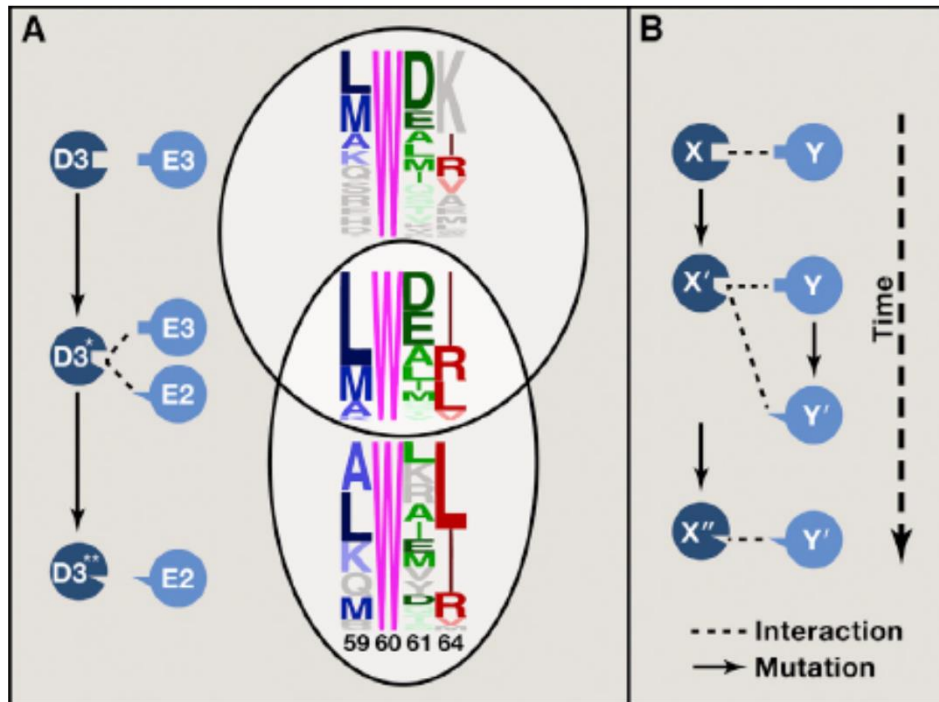 A
D3
E3
D3*
E3
E2
D3**
E2
L W D K
M E I
A A R
K L V
Q M A
I
L W D I
M E R
A A L
L
I
M
A W L L
L K I
K R R
Q A
M I
E
M
V
Y
D
59 60 61 64
B
X
Y
X′
Y
Y′
X″
Y′
Time
Interaction
Mutation